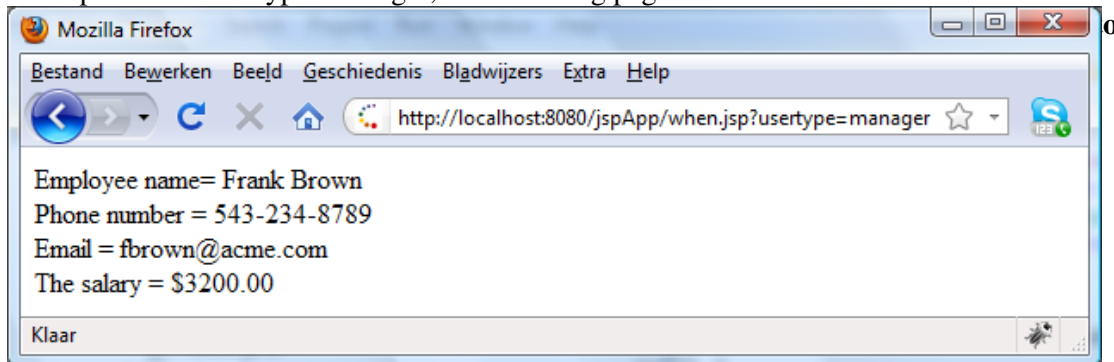 Mozilla Firefox
Bestand Bewerken Beeld Geschiedenis Bladwijzers Extra Help
http://localhost:8080/jspApp/when.jsp?usertype=manager
Employee name= Frank Brown
Phone number = 543-234-8789
Email = fbrown@acme.com
The salary = $3200.00
Klaar